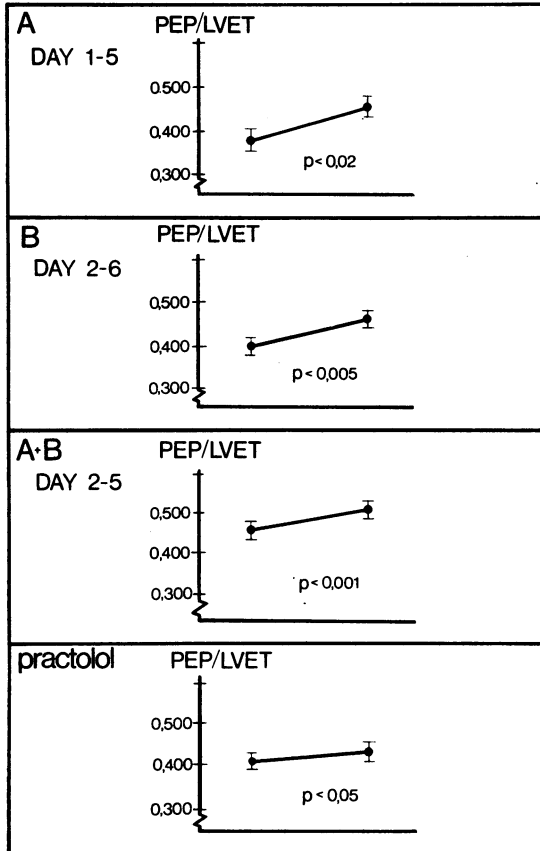 A PEP/LVET
DAY 1-5
0.500
0,400
0,300
p<0,02
B PEP/LVET
DAY 2-6
0,500
0,400
0,300
p<0,005
A+B PEP/LVET
DAY 2-5
0,500
0,400
0,300
p<0,001
practolol PEP/LVET
0,500
0,400
0,300
p<0,05